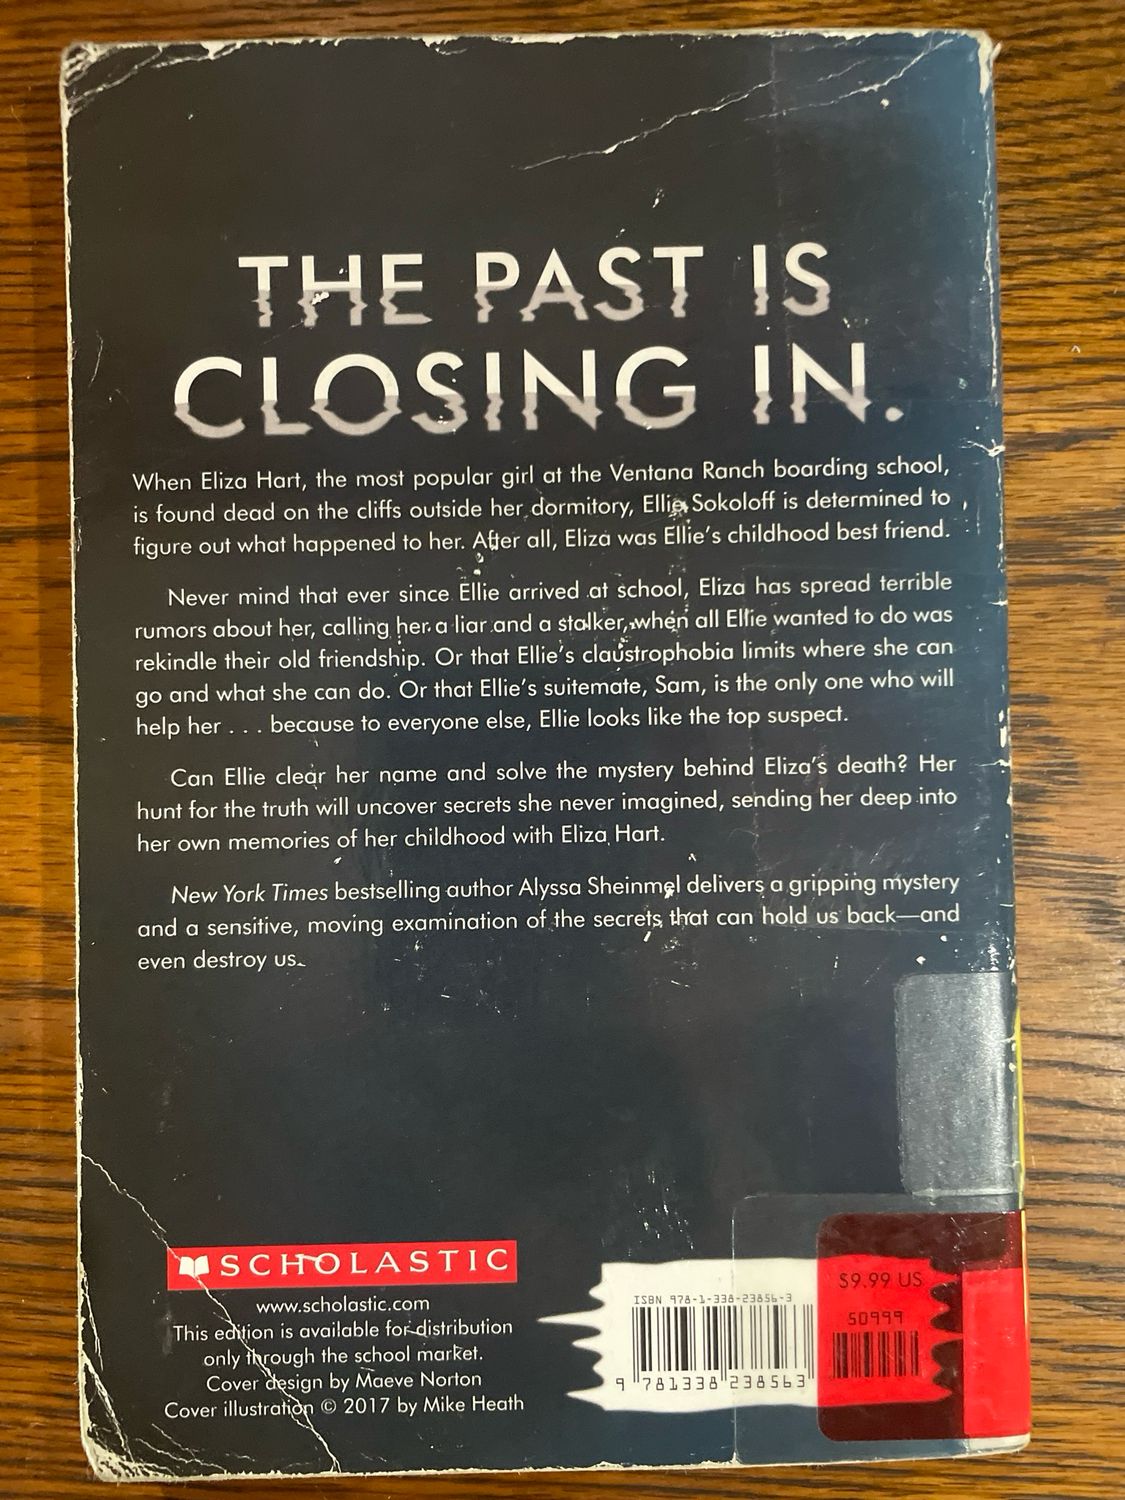 THE PAST IS
CLOSING IN.
When Eliza Hart, the most popular girl at the Ventana Ranch boarding school,
is found dead on the cliffs outside her dormitory, Ellie Sokoloff is determined to
figure out what happened to her. After all, Eliza was Ellie's childhood best friend.
Never mind that ever since Ellie arrived at school, Eliza has spread terrible
rumors about her, calling her a liar and a stalker, when all Ellie wanted to do was
rekindle their old friendship. Or that Ellie's claustrophobia limits where she can
go and what she can do. Or that Ellie's suitemate, Sam, is the only one who will
help her . . . because to everyone else, Ellie looks like the top suspect.
Can Ellie clear her name and solve the mystery behind Eliza's death? Her
hunt for the truth will uncover secrets she never imagined, sending her deep into
her own memories of her childhood with Eliza Hart.
New York Times bestselling author Alyssa Sheinmel delivers a gripping mystery
and a sensitive, moving examination of the secrets that can hold us back—and
even destroy us.
SCHOLASTIC
www.scholastic.com
This edition is available for distribution
only through the school market.
Cover design by Maeve Norton
Cover illustration © 2017 by Mike Heath
$9.99 US
ISBN 978-1-338-23856-3
50999
9 781338 238563